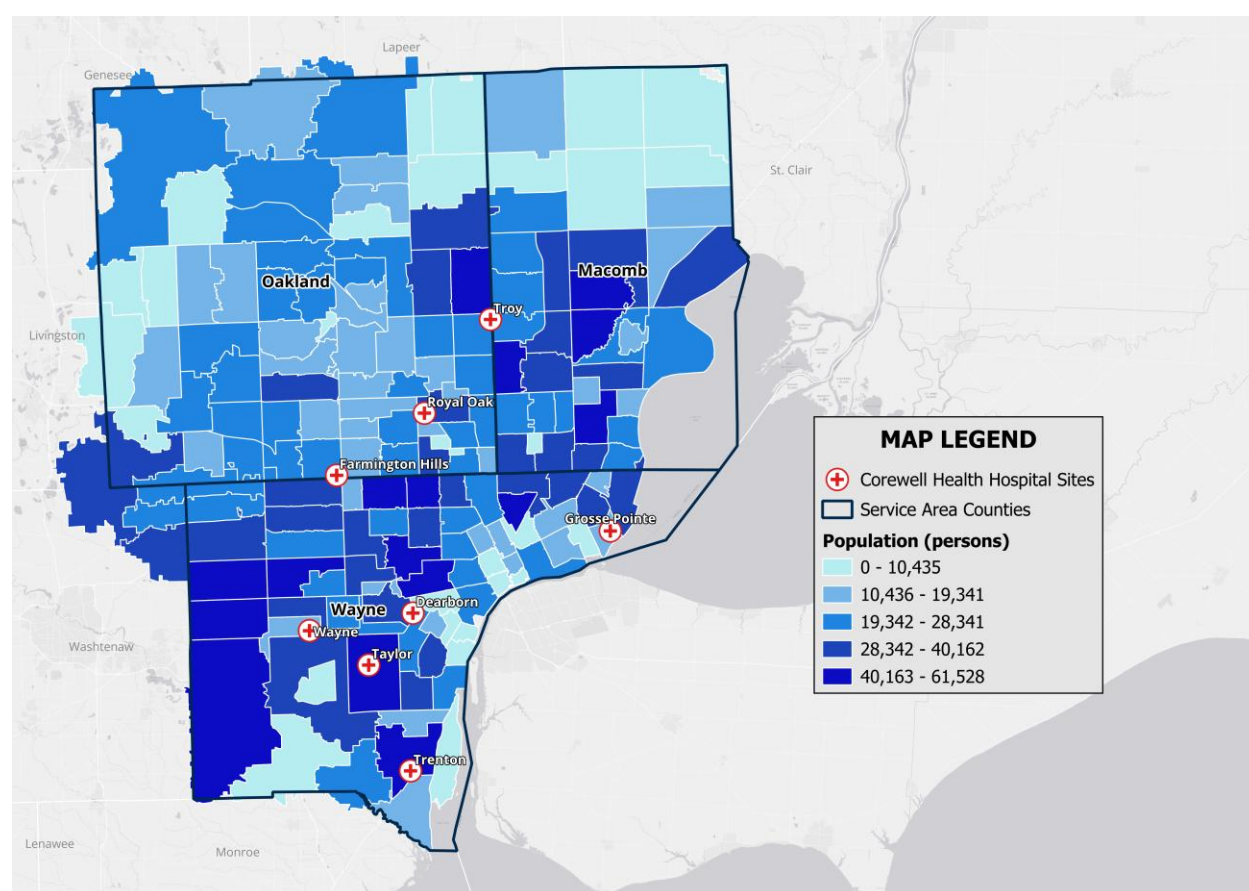 Lapeer
Genesee
St. Clair
Oakland
Macomb
Troy
Livingston
Royal Oak
Farmington Hills
Grosse Pointe
Dearborn
Wayne
Wayne
Washtenaw
Taylor
Trenton
Lenawee
Monroe
MAP LEGEND
Corewell Health Hospital Sites
Service Area Counties
Population (persons)
0 - 10,435
10,436 - 19,341
19,342 - 28,341
28,342 - 40,162
40,163 - 61,528